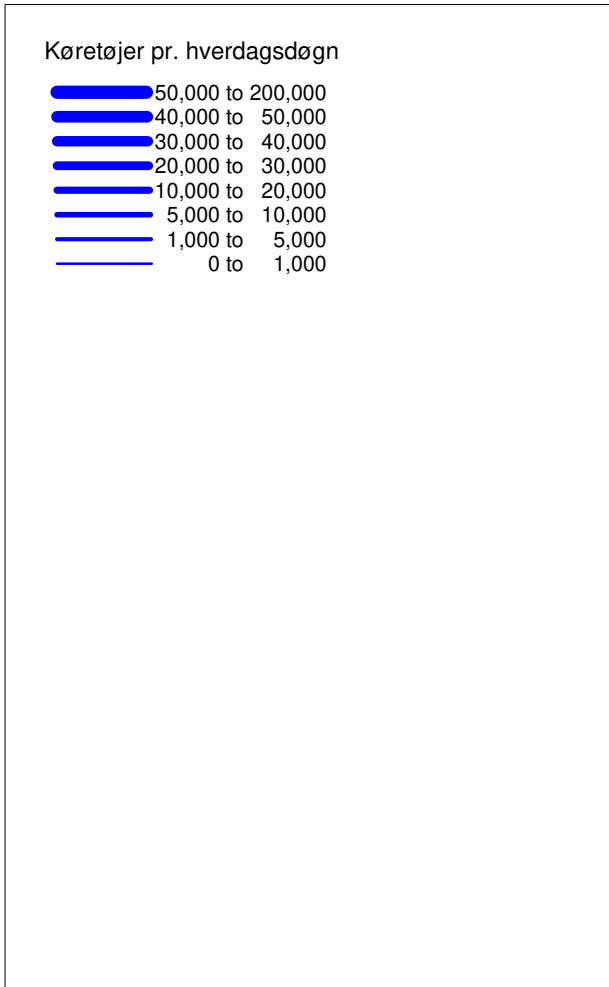 Køretøjer pr. hverdagsdøgn
50,000 to 200,000
40,000 to 50,000
30,000 to 40,000
20,000 to 30,000
10,000 to 20,000
5,000 to 10,000
1,000 to 5,000
0 to 1,000